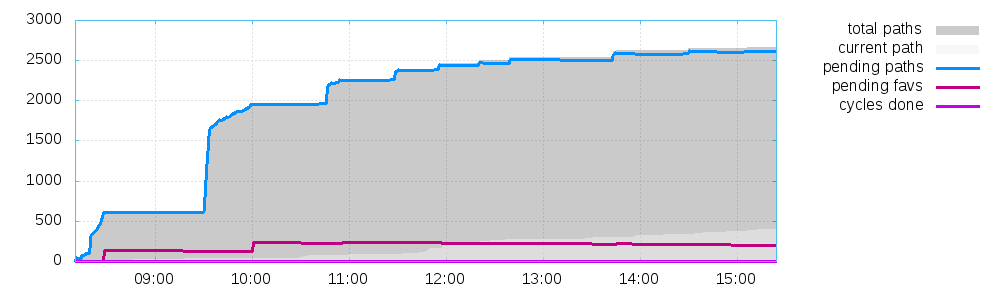 3000
2500
2000
1500
1000
500
0
09:00 10:00 11:00 12:00 13:00 14:00 15:00
total paths
current path
pending paths
pending favs
cycles done